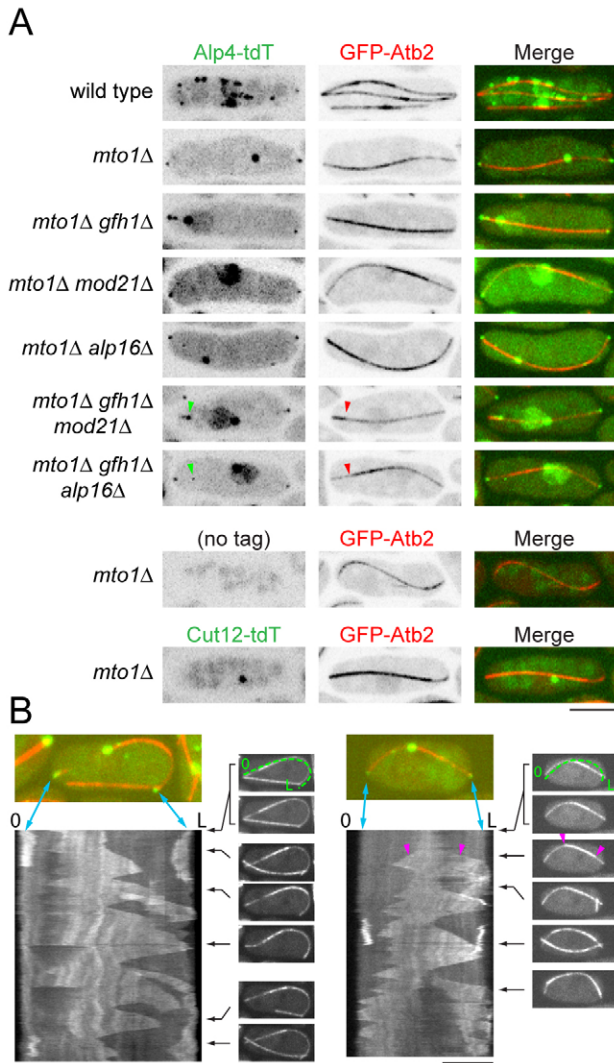 A
Alp4-tdT GFP-Atb2 Merge
wild type
mto1Δ
mto1Δ gfh1Δ
mto1Δ mod21Δ
mto1Δ alp16Δ
mto1Δ gfh1Δ
mod21Δ
mto1Δ gfh1Δ
alp16Δ
(no tag) GFP-Atb2 Merge
mto1Δ
Cut12-tdT GFP-Atb2 Merge
mto1Δ
B
0 L 0 L
0 L 0 L